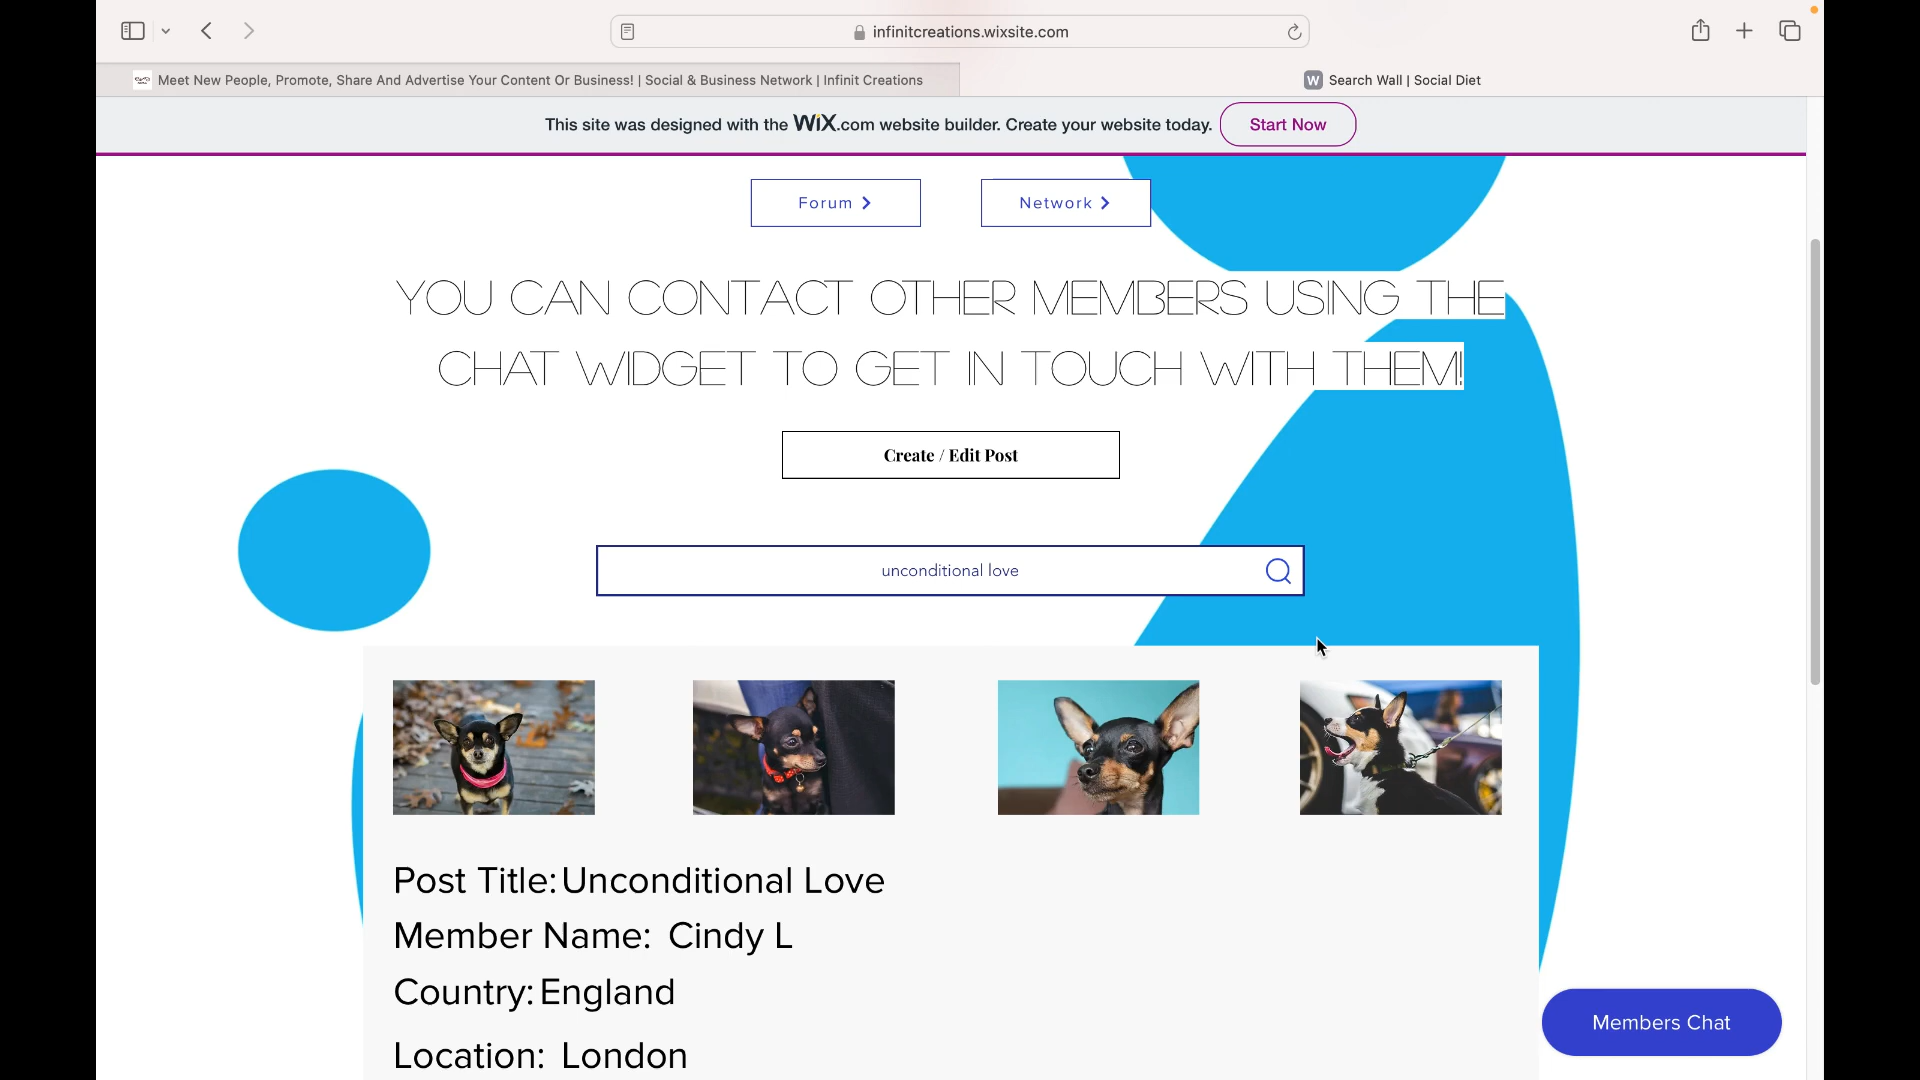 infinitcreations.wixsite.com
Meet New People, Promote, Share And Advertise Your Content Or Business! | Social & Business Network | Infinit Creations
W Search Wall | Social Diet
This site was designed with the WiX.com website builder. Create your website today. Start Now
Forum Network
YOU CAN CONTACT OTHER MEMBERS USING THE
CHAT WIDGET TO GET IN TOUCH WITH THEM!
Create / Edit Post
unconditional love
Post Title: Unconditional Love
Member Name: Cindy L
Country: England
Location: London
Members Chat